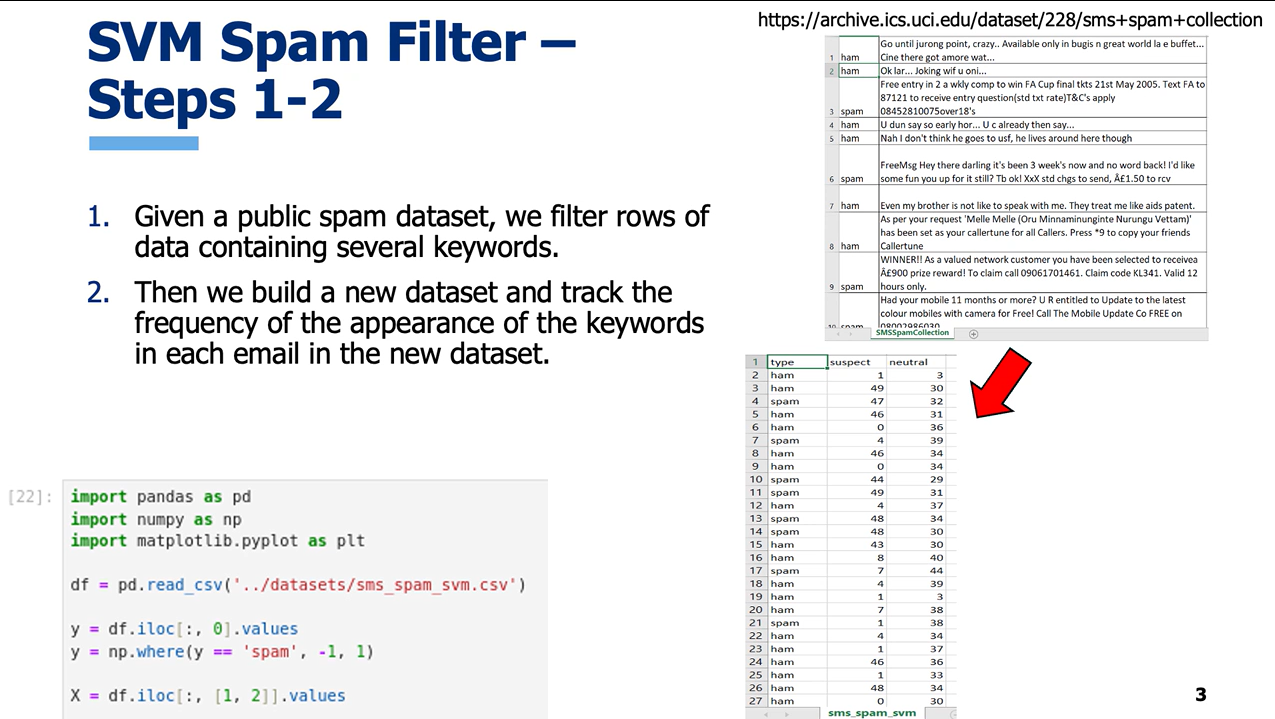 SVM Spam Filter –
Steps 1-2
https://archive.ics.uci.edu/dataset/228/sms+spam+collection
1. Given a public spam dataset, we filter rows of
data containing several keywords.
2. Then we build a new dataset and track the
frequency of the appearance of the keywords
in each email in the new dataset.
Go until jurong point, crazy.. Available only in bugis n great world la e buffet...
1 ham Cine there got amore wat...
2 ham Ok lar... Joking wif u oni...
Free entry in 2 a wkly comp to win FA Cup final tkts 21st May 2005. Text FA to
87121 to receive entry question(std txt rate)T&C's apply
3 spam 08452810075over18's
4 ham U dun say so early hor... U c already then say...
5 ham Nah I don't think he goes to usf, he lives around here though
FreeMsg Hey there darling it's been 3 week's now and no word back! I'd like
6 spam some fun you up for it still? Tb ok! XxX std chgs to send, Â£1.50 to rcv
7 ham Even my brother is not like to speak with me. They treat me like aids patent.
As per your request 'Melle Melle (Oru Minnaminunginte Nurungu Vettam)'
has been set as your callertune for all Callers. Press *9 to copy your friends
8 ham Callertune
WINNER!! As a valued network customer you have been selected to receivea
Â£900 prize reward! To claim call 09061701461. Claim code KL341. Valid 12
9 spam hours only.
Had your mobile 11 months or more? U R entitled to Update to the latest
colour mobiles with camera for Free! Call The Mobile Update Co FREE on
10 spam 08002986030
SMSSpamCollection
1 type suspect neutral
2 ham 1 3
3 ham 49 30
4 spam 47 32
5 ham 46 31
6 ham 0 36
7 spam 4 39
8 ham 46 34
9 ham 0 34
10 spam 44 29
11 spam 49 31
12 ham 4 37
13 spam 48 34
14 spam 48 30
15 ham 43 30
16 ham 8 40
17 spam 7 44
18 ham 4 39
19 ham 1 3
20 ham 7 38
21 spam 1 38
22 ham 4 34
23 ham 1 37
24 ham 46 36
25 ham 1 33
26 ham 48 34
27 ham 0 30
sms_spam_svm
[22]: import pandas as pd
import numpy as np
import matplotlib.pyplot as plt
df = pd.read_csv('../datasets/sms_spam_svm.csv')
y = df.iloc[:, 0].values
y = np.where(y == 'spam', -1, 1)
X = df.iloc[:, [1, 2]].values
3